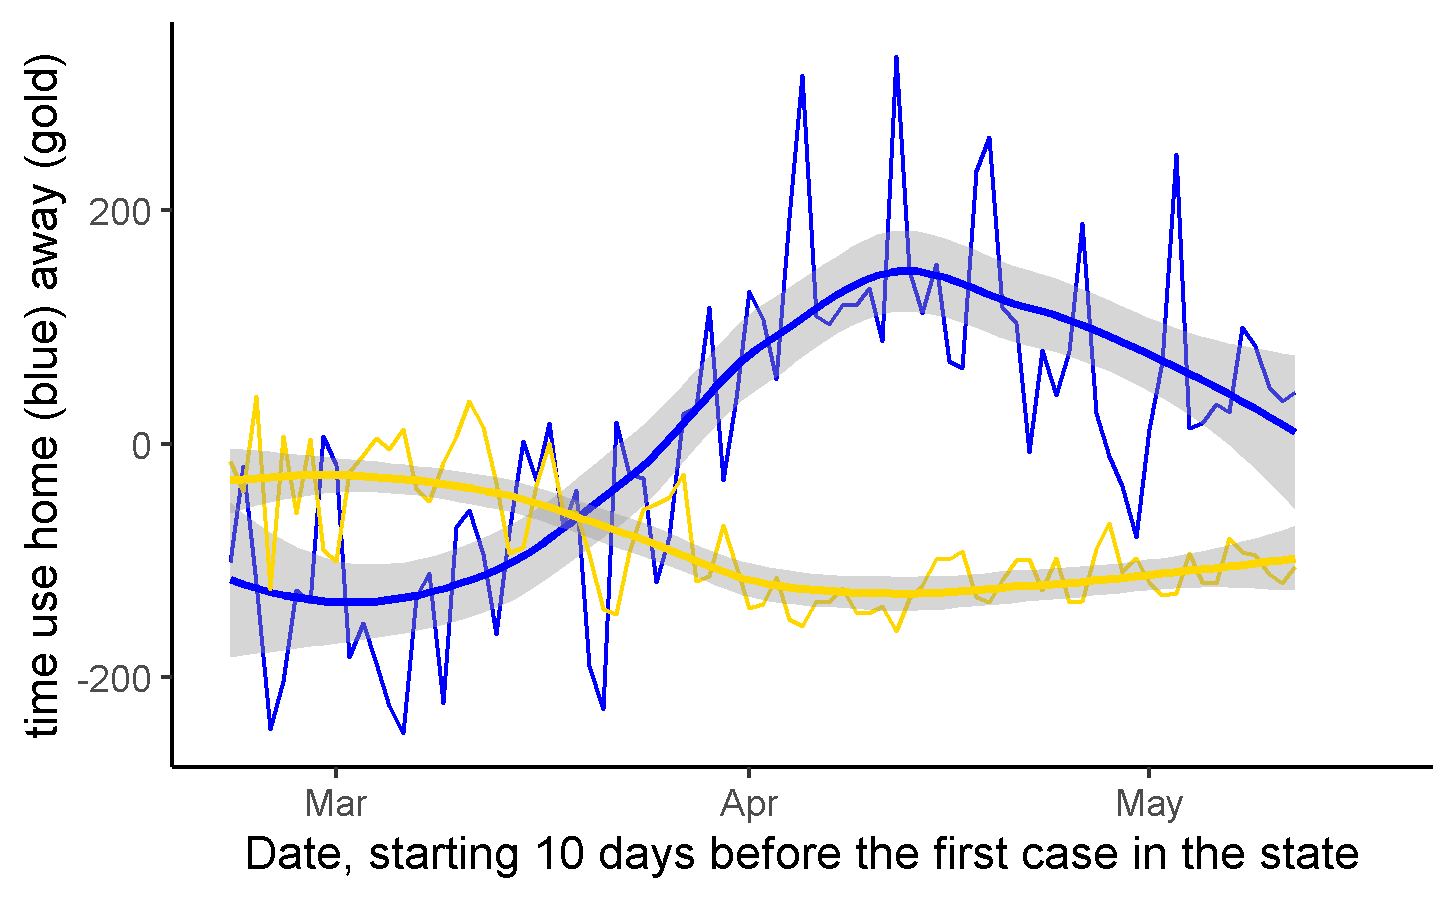 time use home (blue) away (gold)
200
0
-200
Mar Apr May
Date, starting 10 days before the first case in the state